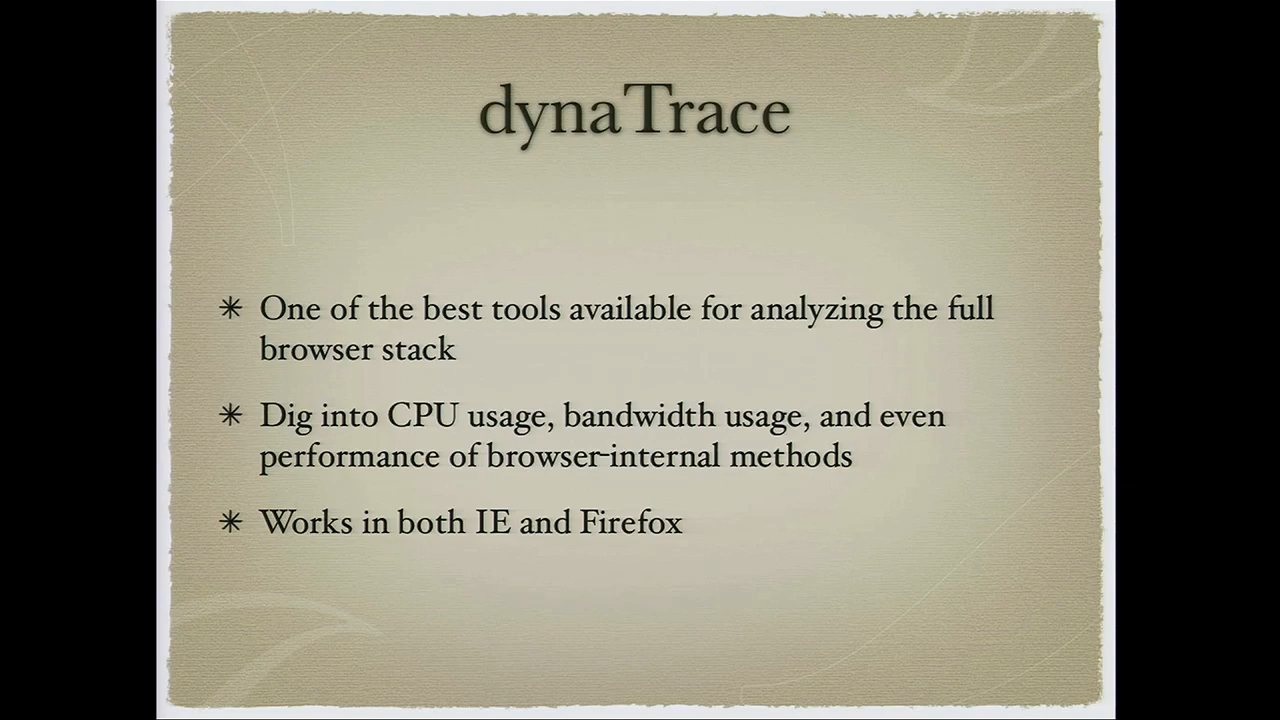 dynaTrace
✳ One of the best tools available for analyzing the full
browser stack
✳ Dig into CPU usage, bandwidth usage, and even
performance of browser-internal methods
✳ Works in both IE and Firefox